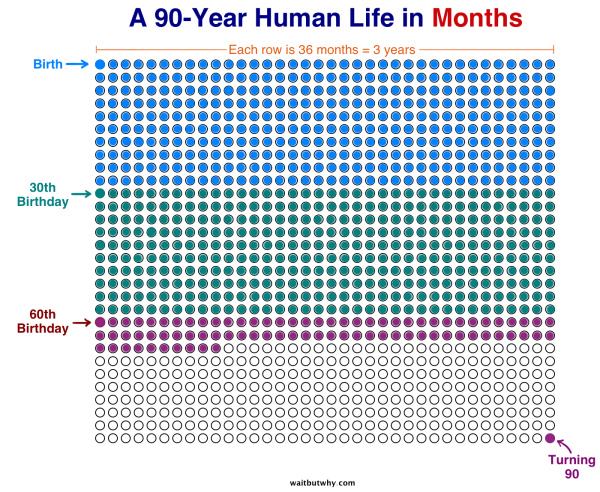 A 90-Year Human Life in Months
Each row is 36 months = 3 years
Birth
30th
Birthday
60th
Birthday
Turning
90
waitbutwhy.com